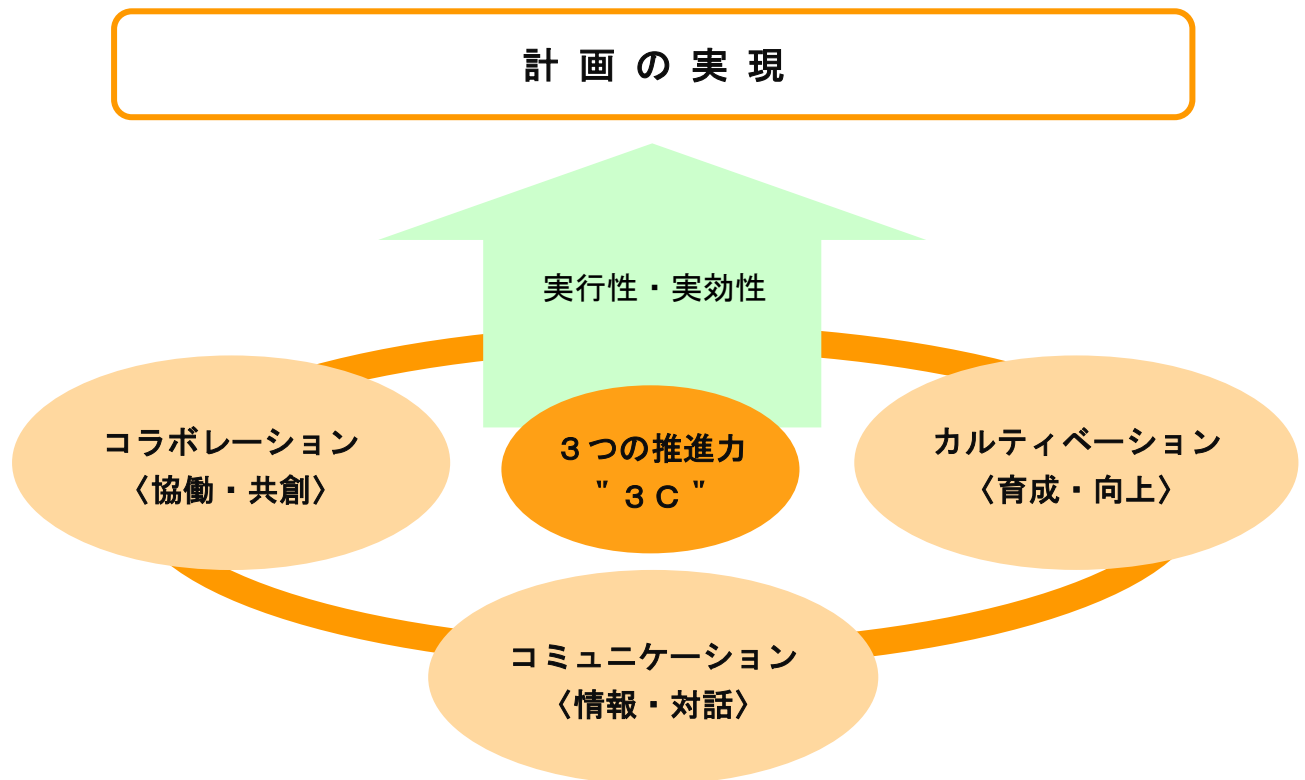 計画の実現
実行性・実効性
３つの推進力
"３Ｃ"
コラボレーション
〈協働・共創〉
カルティベーション
〈育成・向上〉
コミュニケーション
〈情報・対話〉